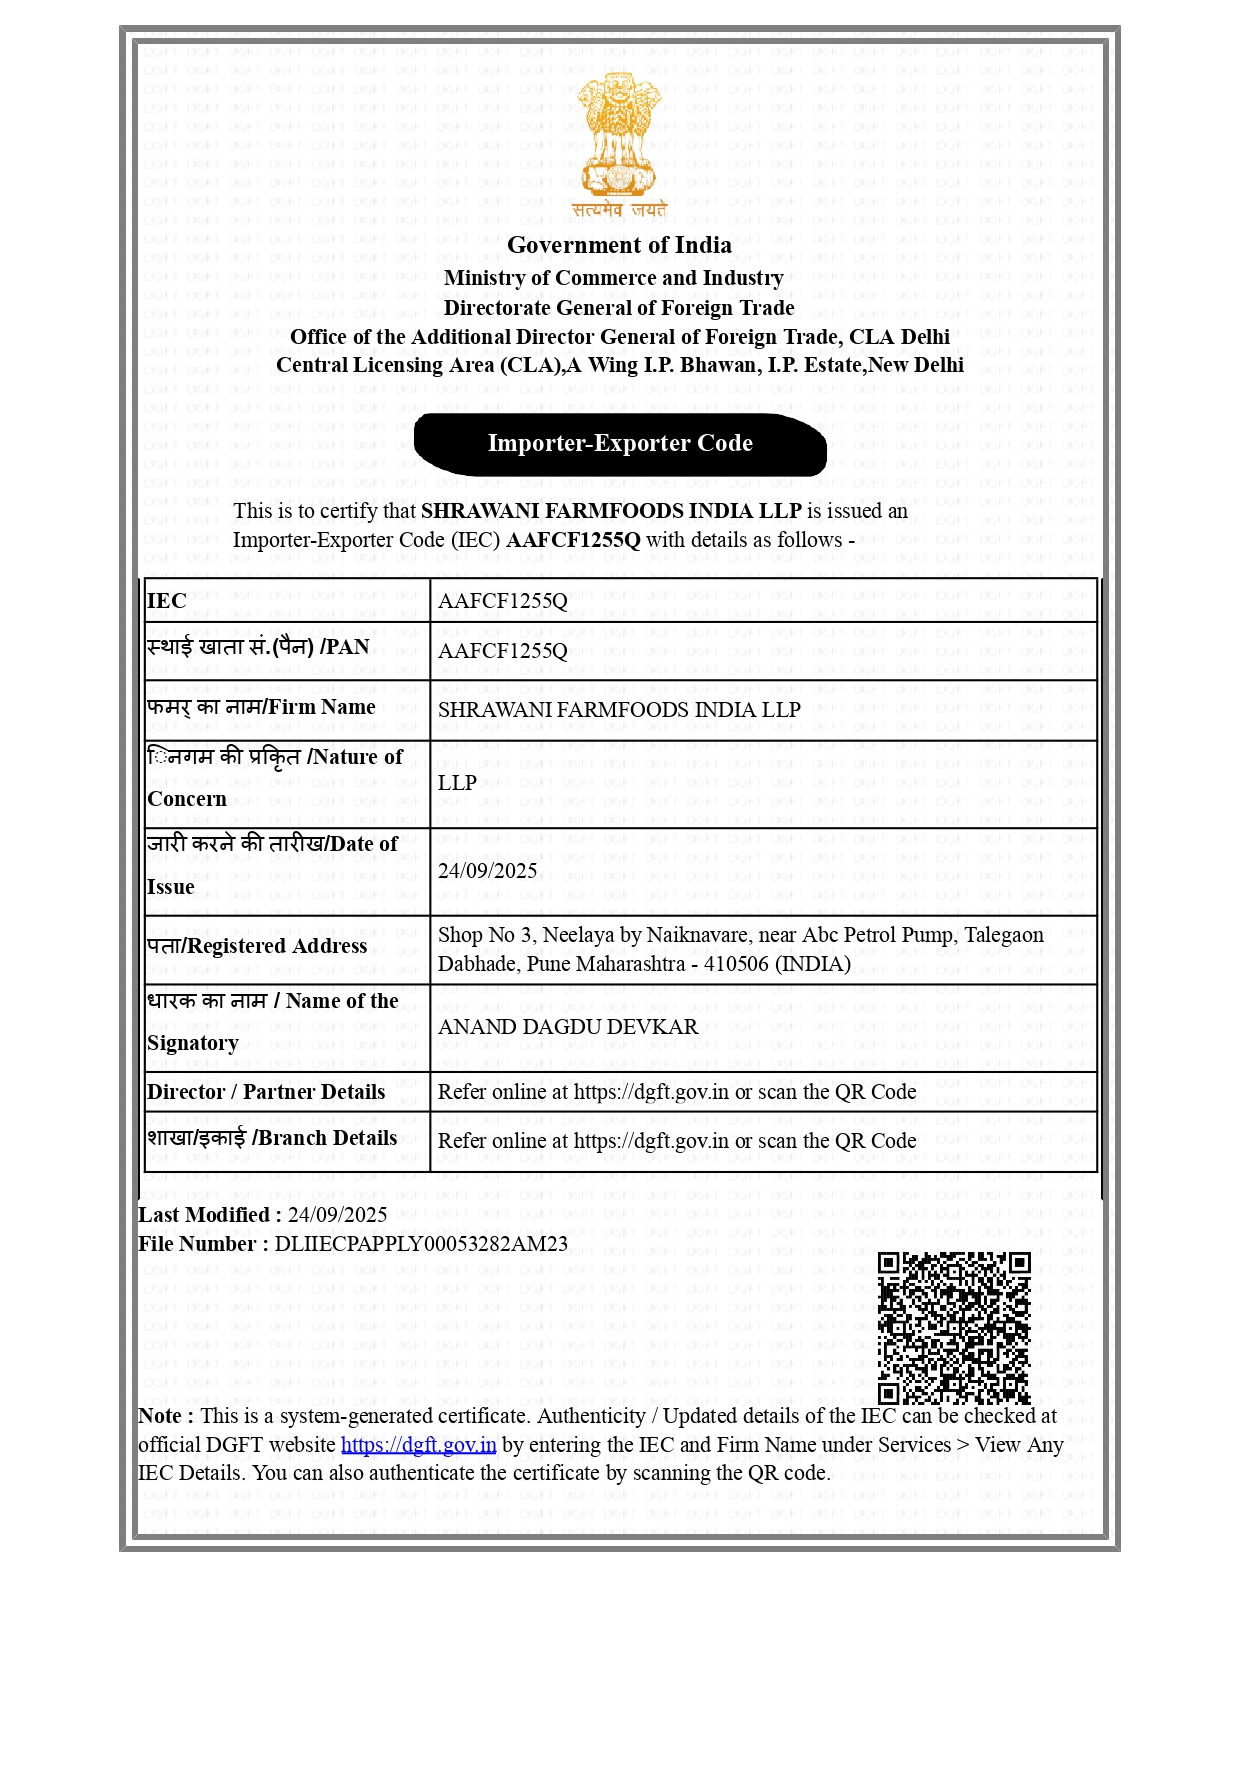 सत्यमेव जयते
Government of India
Ministry of Commerce and Industry
Directorate General of Foreign Trade
Office of the Additional Director General of Foreign Trade, CLA Delhi
Central Licensing Area (CLA),A Wing I.P. Bhawan, I.P. Estate,New Delhi
Importer-Exporter Code
This is to certify that SHRAWANI FARMFOODS INDIA LLP is issued an
Importer-Exporter Code (IEC) AAFCF1255Q with details as follows -
IEC AAFCF1255Q
स्थाई खाता सं.(पैन) /PAN AAFCF1255Q
फमर् का नाम/Firm Name SHRAWANI FARMFOODS INDIA LLP
िनगम की प्रकृित /Nature of
Concern
LLP
जारी करने की तारीख/Date of
Issue
24/09/2025
पता/Registered Address
Shop No 3, Neelaya by Naiknavare, near Abc Petrol Pump, Talegaon
Dabhade, Pune Maharashtra - 410506 (INDIA)
धारक का नाम / Name of the
Signatory
ANAND DAGDU DEVKAR
Director / Partner Details Refer online at https://dgft.gov.in or scan the QR Code
शाखा/इकाई /Branch Details Refer online at https://dgft.gov.in or scan the QR Code
Last Modified : 24/09/2025
File Number : DLIIECPAPPLY00053282AM23
Note : This is a system-generated certificate. Authenticity / Updated details of the IEC can be checked at
official DGFT website https://dgft.gov.in by entering the IEC and Firm Name under Services > View Any
IEC Details. You can also authenticate the certificate by scanning the QR code.